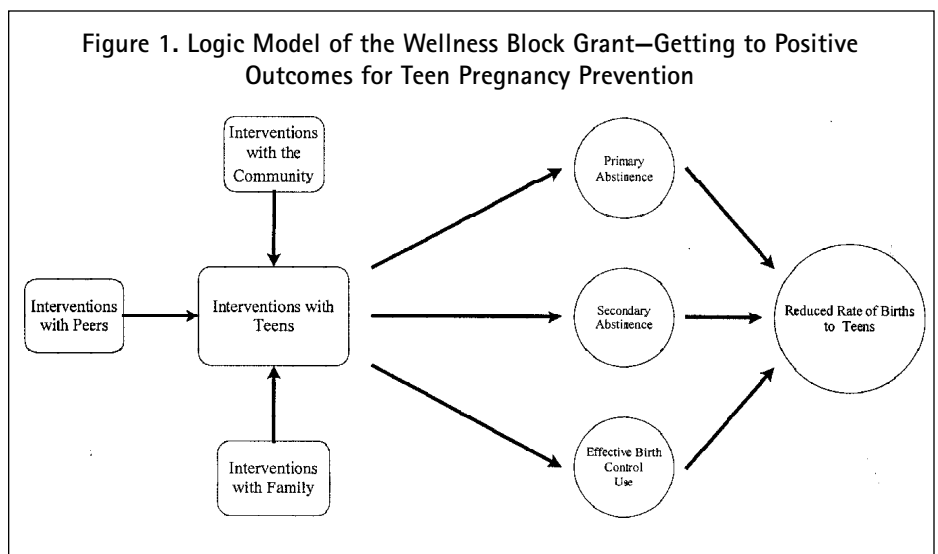 Figure 1. Logic Model of the Wellness Block Grant—Getting to Positive
Outcomes for Teen Pregnancy Prevention
Interventions
with the
Community
Interventions
with Peers
Interventions with
Teens
Interventions
with Family
Primary
Abstinence
Secondary
Abstinence
Effective Birth
Control
Use
Reduced Rate of Births
to Teens